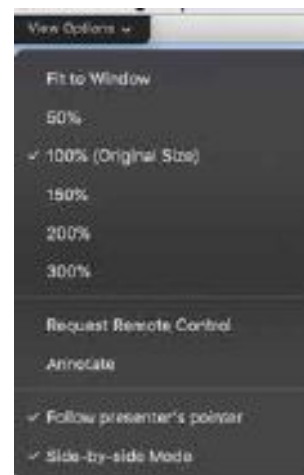 View Options
Fit to Window
50%
✓ 100% (Original Size)
150%
200%
300%
Request Remote Control
Annotate
✓ Follow presenter's pointer
✓ Side-by-side Mode